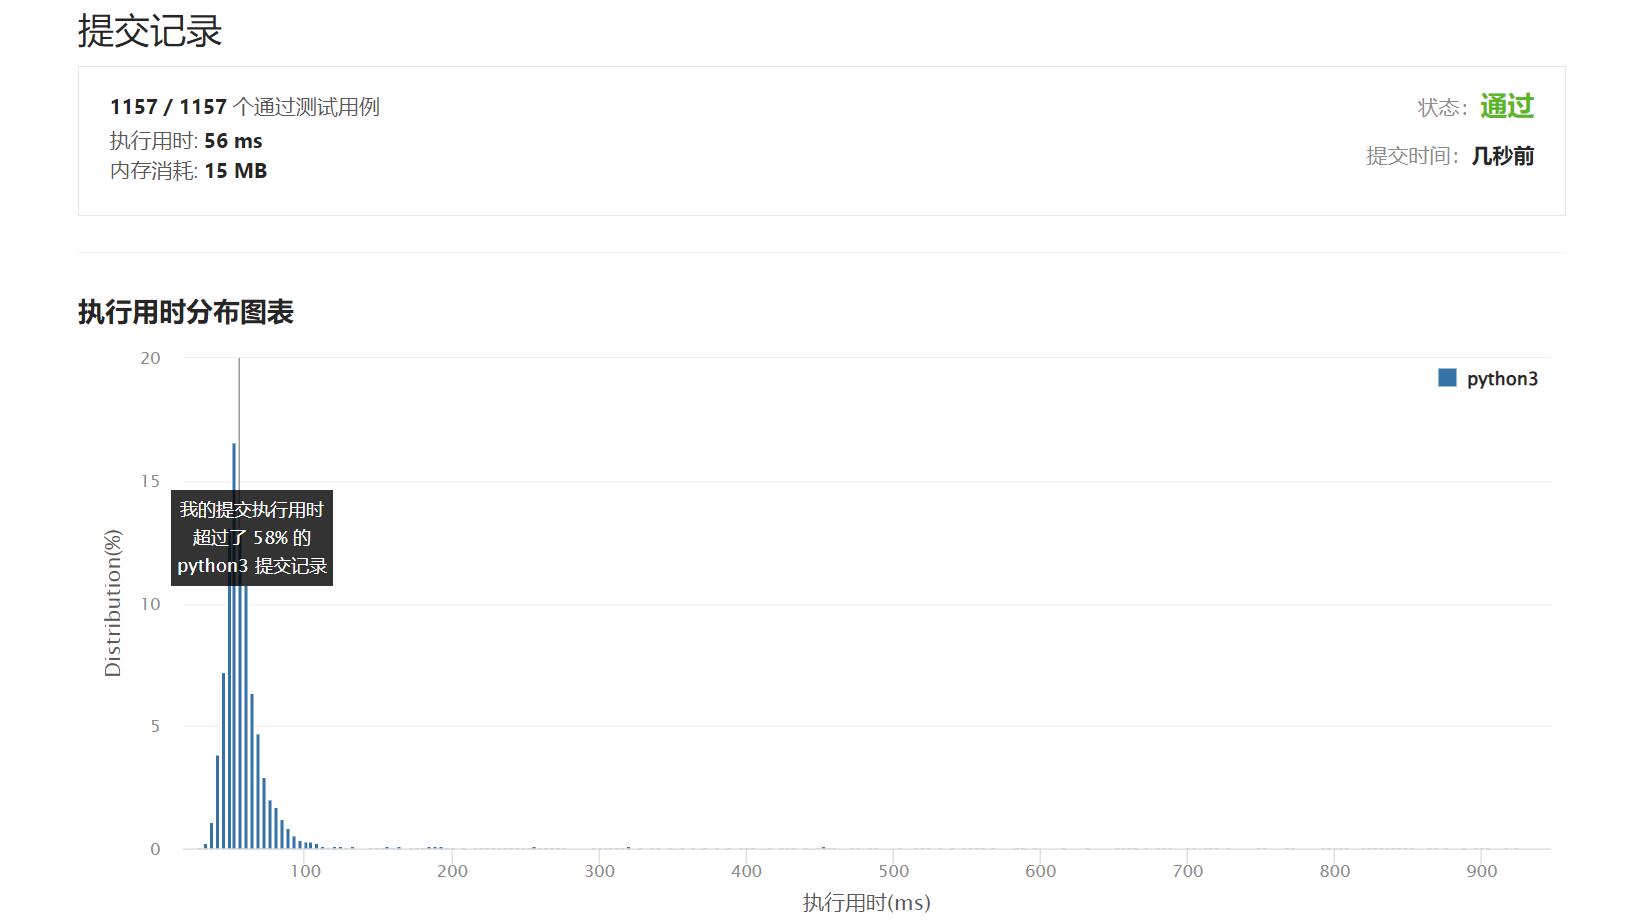 提交记录
1157 / 1157 个通过测试用例
状态：通过
执行用时: 56 ms
提交时间：几秒前
内存消耗: 15 MB
执行用时分布图表
20
python3
15
我的提交执行用时
超过了 58% 的
python3 提交记录
Distribution(%)
10
5
0
100 200 300 400 500 600 700 800 900
执行用时(ms)